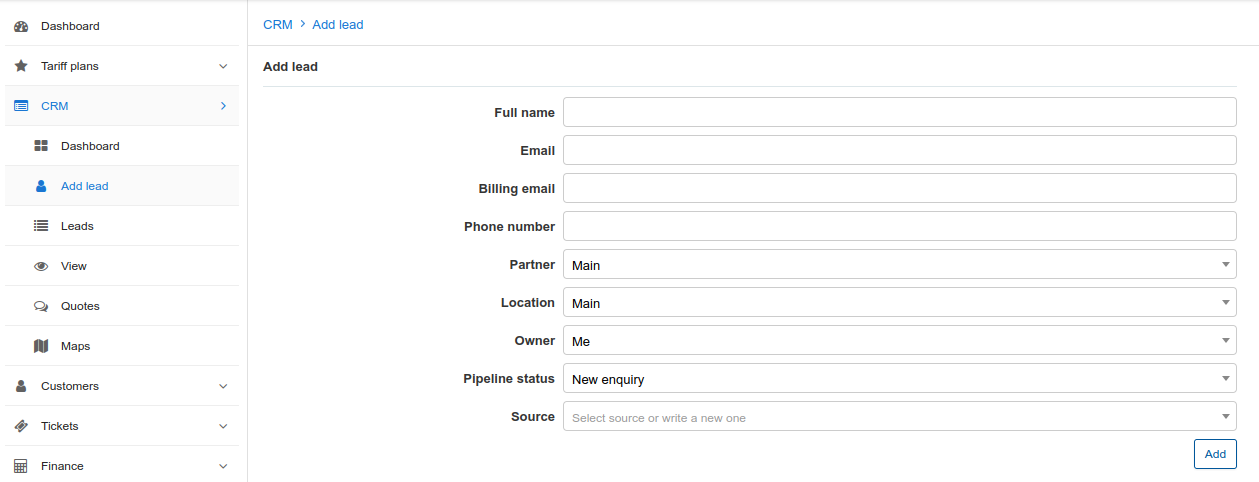 Dashboard
Tariff plans
CRM
Dashboard
Add lead
Leads
View
Quotes
Maps
Customers
Tickets
Finance
CRM > Add lead
Add lead
Full name
Email
Billing email
Phone number
Partner Main
Location Main
Owner Me
Pipeline status New enquiry
Source Select source or write a new one
Add